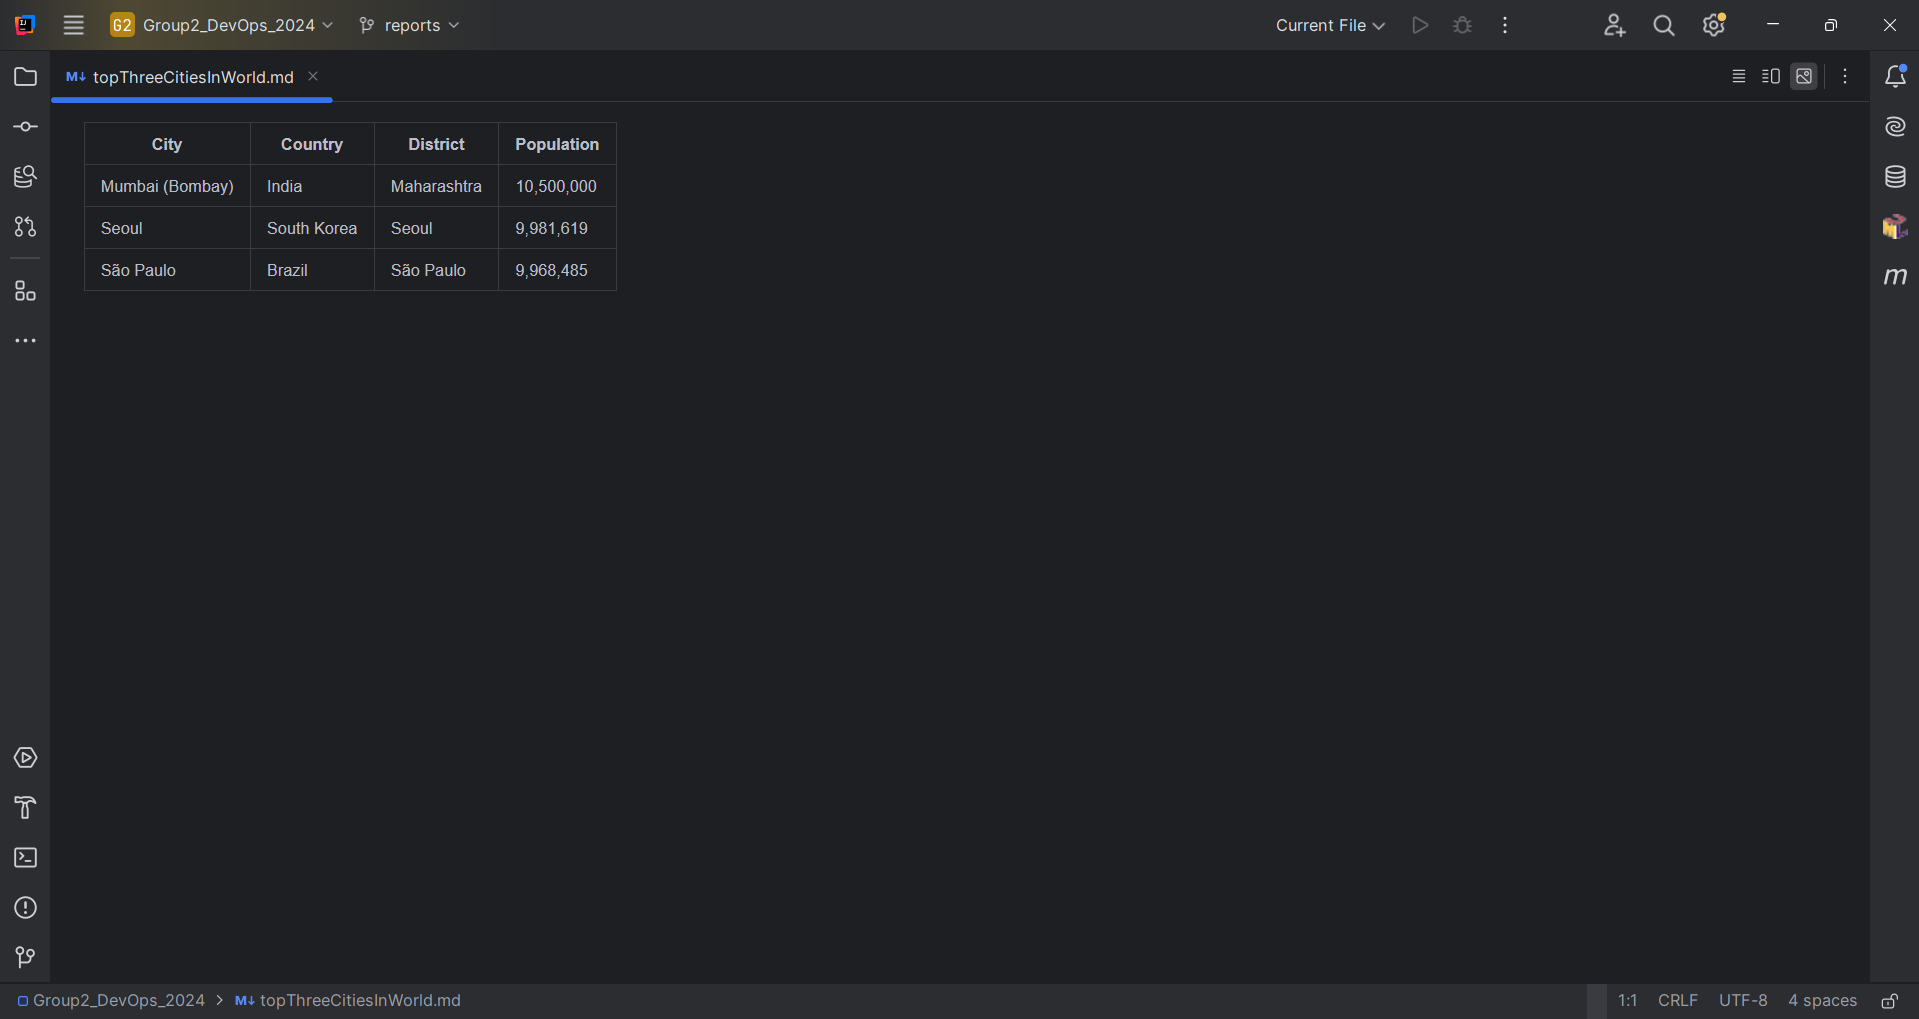 G2 Group2_DevOps_2024 reports Current File
M↓ topThreeCitiesInWorld.md
City Country District Population
Mumbai (Bombay) India Maharashtra 10,500,000
Seoul South Korea Seoul 9,981,619
São Paulo Brazil São Paulo 9,968,485
m
Group2_DevOps_2024 > M↓ topThreeCitiesInWorld.md 1:1 CRLF UTF-8 4 spaces